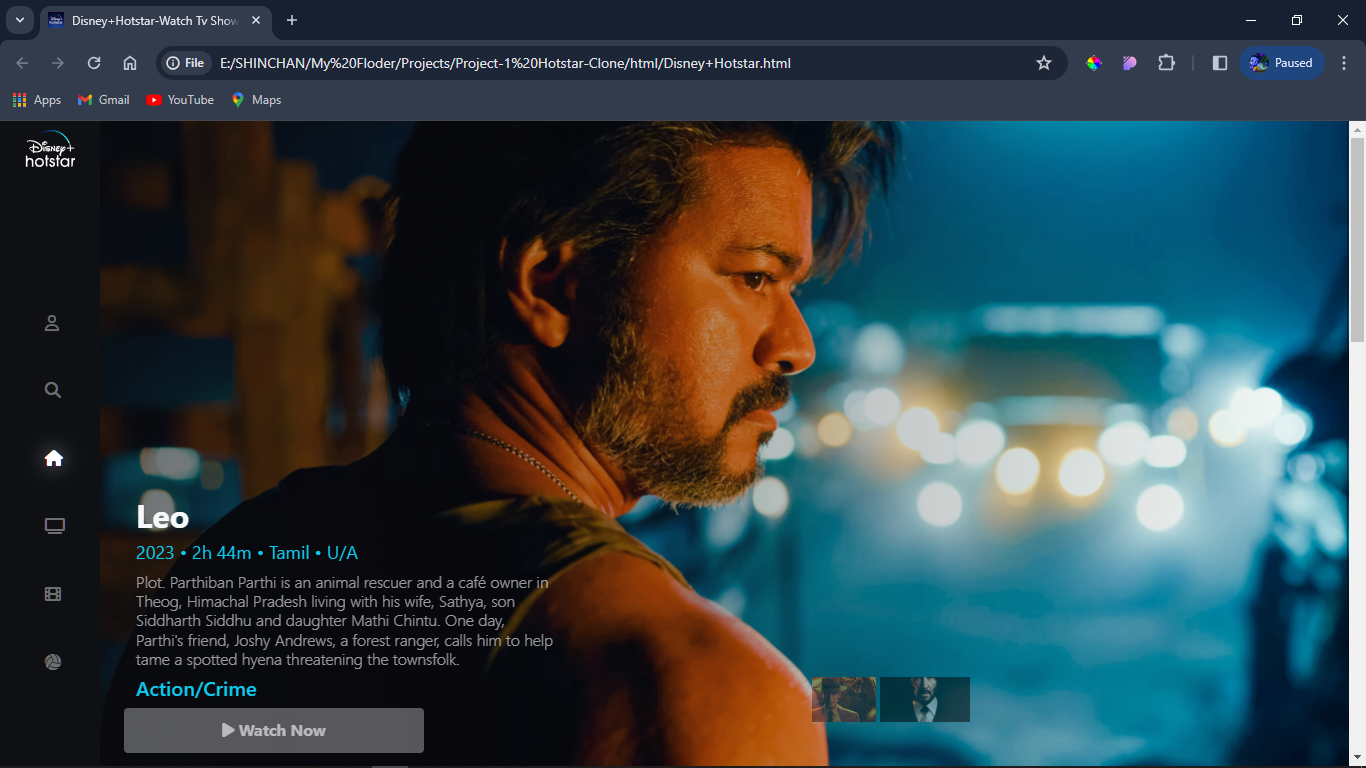 Disney+Hotstar-Watch Tv Show
File
E:/SHINCHAN/My%20Floder/Projects/Project-1%20Hotstar-Clone/html/Disney+Hotstar.html
Paused
Apps
Gmail
YouTube
Maps
Disney+
hotstar
Leo
2023 • 2h 44m • Tamil • U/A
Plot. Parthiban Parthi is an animal rescuer and a café owner in
Theog, Himachal Pradesh living with his wife, Sathya, son
Siddharth Siddhu and daughter Mathi Chintu. One day,
Parthi's friend, Joshy Andrews, a forest ranger, calls him to help
tame a spotted hyena threatening the townsfolk.
Action/Crime
Watch Now